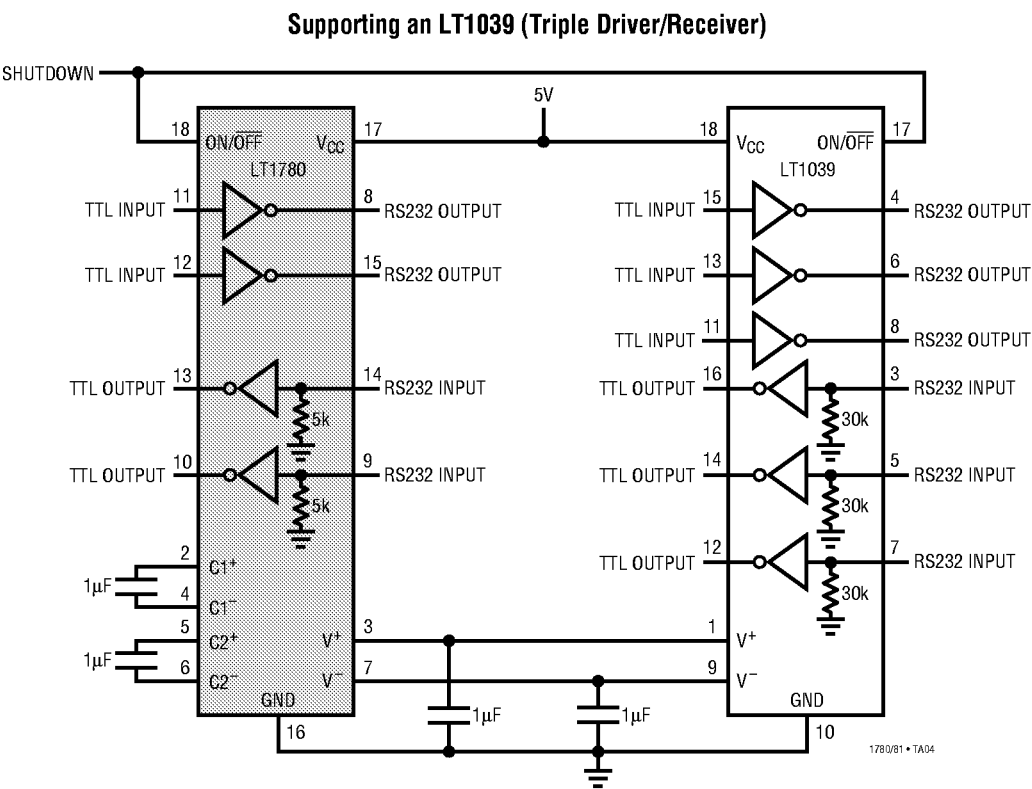 Supporting an LT1039 (Triple Driver/Receiver)
SHUTDOWN
5V
18 ON/OFF VCC 17
LT1780
TTL INPUT 11 8 RS232 OUTPUT
TTL INPUT 12 15 RS232 OUTPUT
TTL OUTPUT 13 14 RS232 INPUT
5k
TTL OUTPUT 10 9 RS232 INPUT
5k
2 C1+
1µF
4 C1−
5 C2+ V+ 3
1µF
6 C2− V− 7
GND
16
1µF
1µF
18 VCC ON/OFF 17
LT1039
TTL INPUT 15 4 RS232 OUTPUT
TTL INPUT 13 6 RS232 OUTPUT
TTL INPUT 11 8 RS232 OUTPUT
TTL OUTPUT 16 3 RS232 INPUT
30k
TTL OUTPUT 14 5 RS232 INPUT
30k
TTL OUTPUT 12 7 RS232 INPUT
30k
1 V+
9 V−
GND
10
1780/81 • TA04